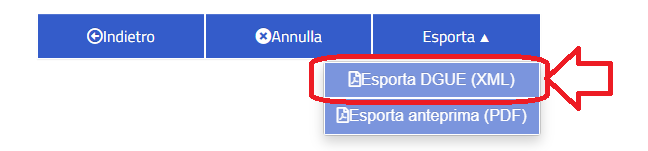 Indietro Annulla Esporta ▲
Esporta DGUE (XML)
Esporta anteprima (PDF)